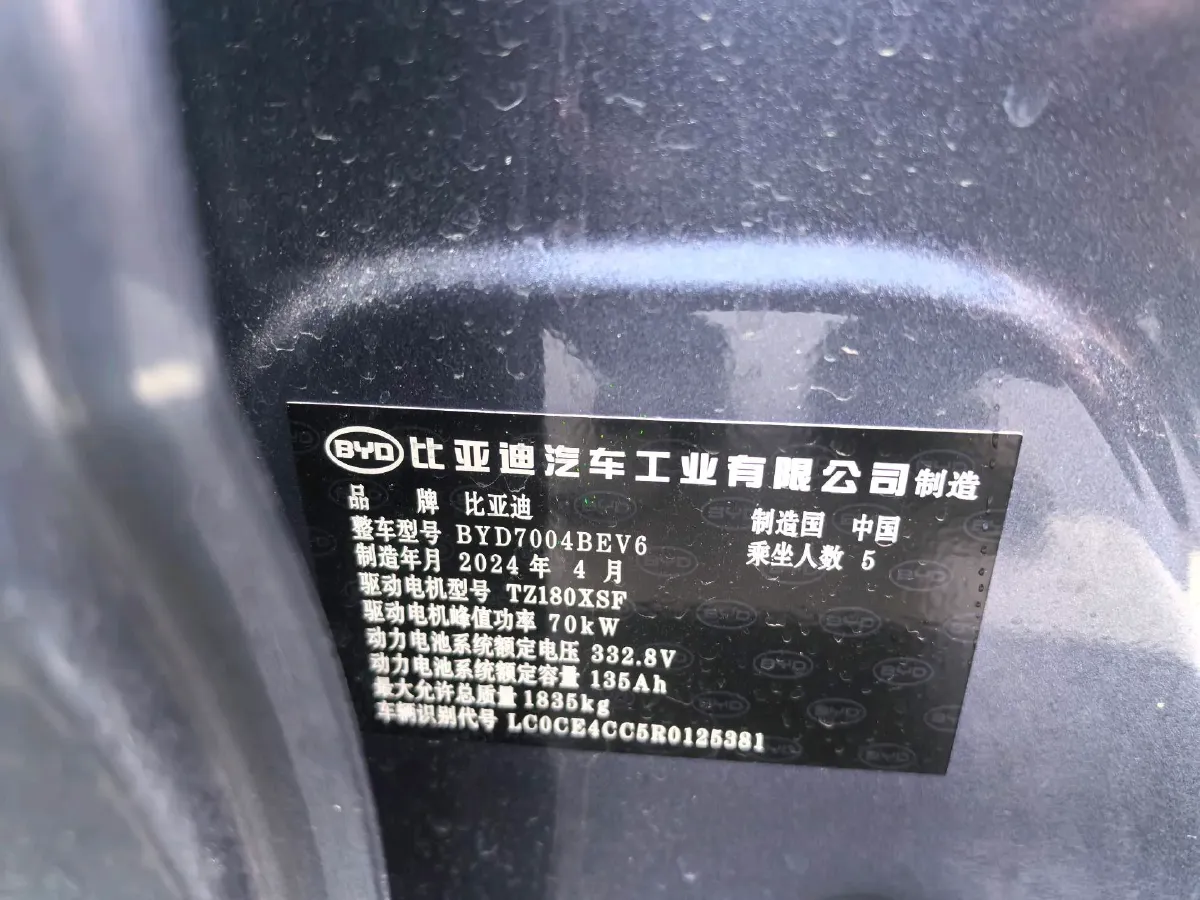 BYD 比亚迪汽车工业有限公司制造
品 牌 比亚迪 制造国 中国
整车型号 BYD7004BEV6 乘坐人数 5
制造年月 2024年 4月
驱动电机型号 TZ180XSF
驱动电机峰值功率 70kW
动力电池系统额定电压 332.8V
动力电池系统额定容量 135Ah
最大允许总质量 1835kg
车辆识别代号 LC0CE4CC5R0125381